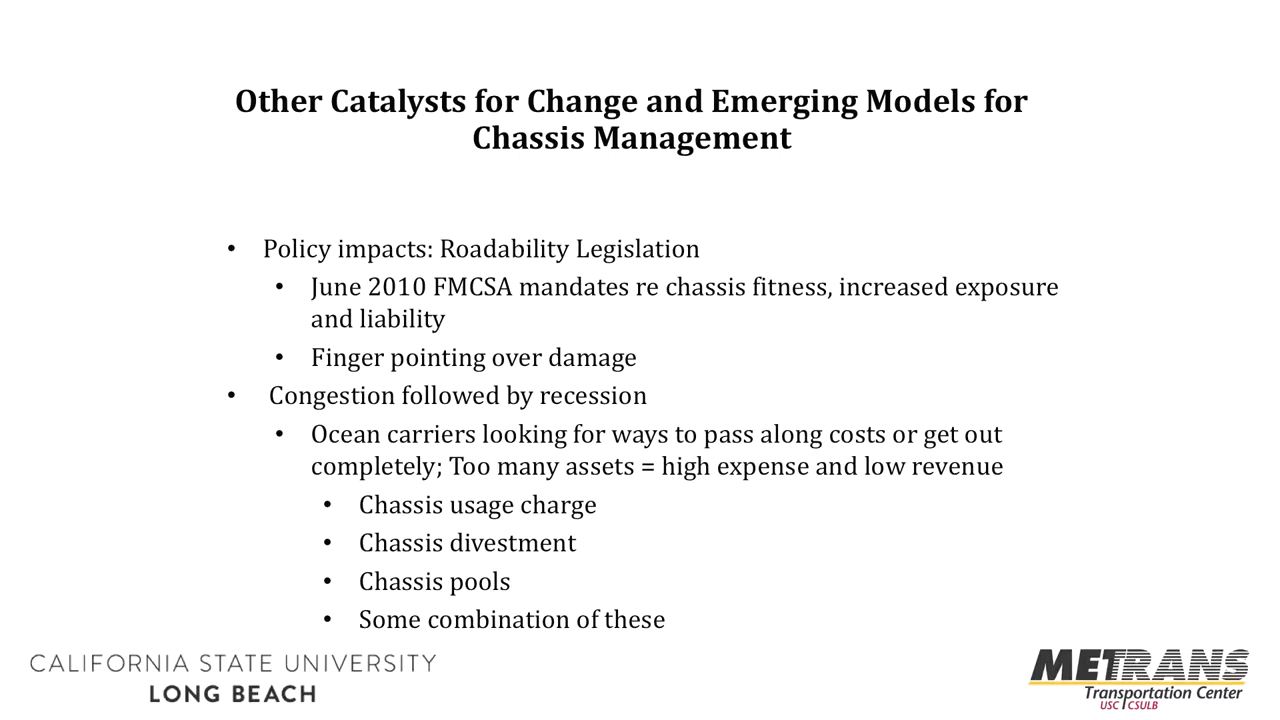 Other Catalysts for Change and Emerging Models for
Chassis Management
• Policy impacts: Roadability Legislation
• June 2010 FMCSA mandates re chassis fitness, increased exposure
and liability
• Finger pointing over damage
• Congestion followed by recession
• Ocean carriers looking for ways to pass along costs or get out
completely; Too many assets = high expense and low revenue
• Chassis usage charge
• Chassis divestment
• Chassis pools
• Some combination of these
CALIFORNIA STATE UNIVERSITY
LONG BEACH
METRANS
Transportation Center
USC CSULB